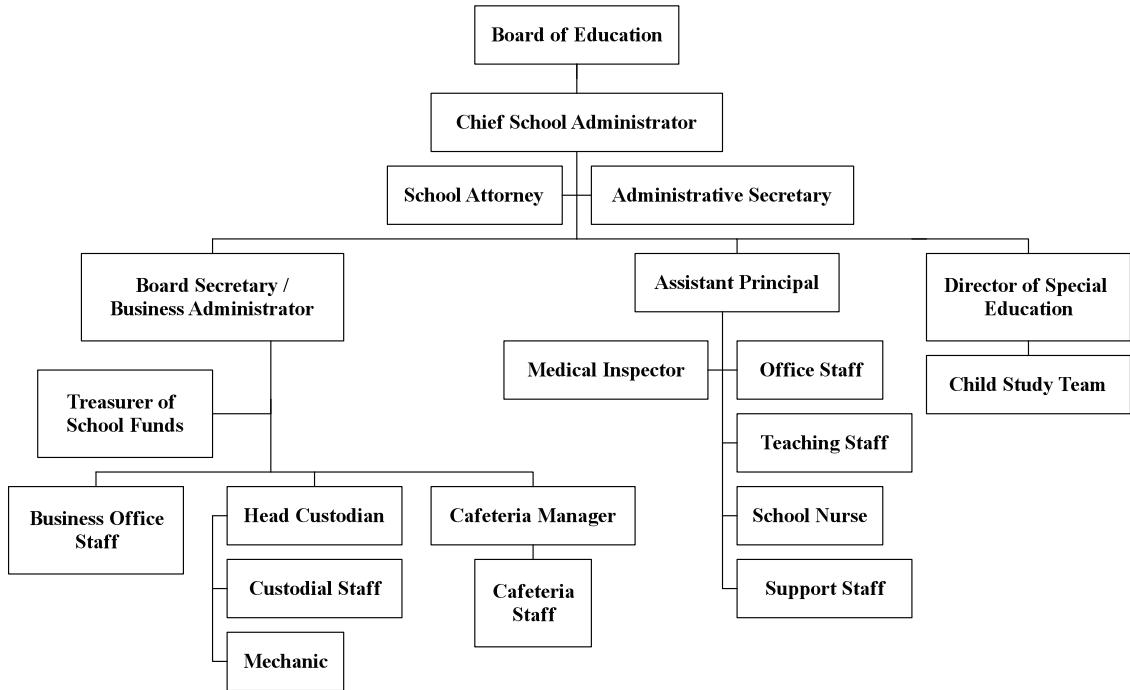 Board of Education
Chief School Administrator
School Attorney
Administrative Secretary
Board Secretary /
Business Administrator
Assistant Principal
Director of Special
Education
Medical Inspector
Office Staff
Child Study Team
Treasurer of
School Funds
Teaching Staff
Business Office
Staff
Head Custodian
Cafeteria Manager
School Nurse
Custodial Staff
Cafeteria
Staff
Support Staff
Mechanic